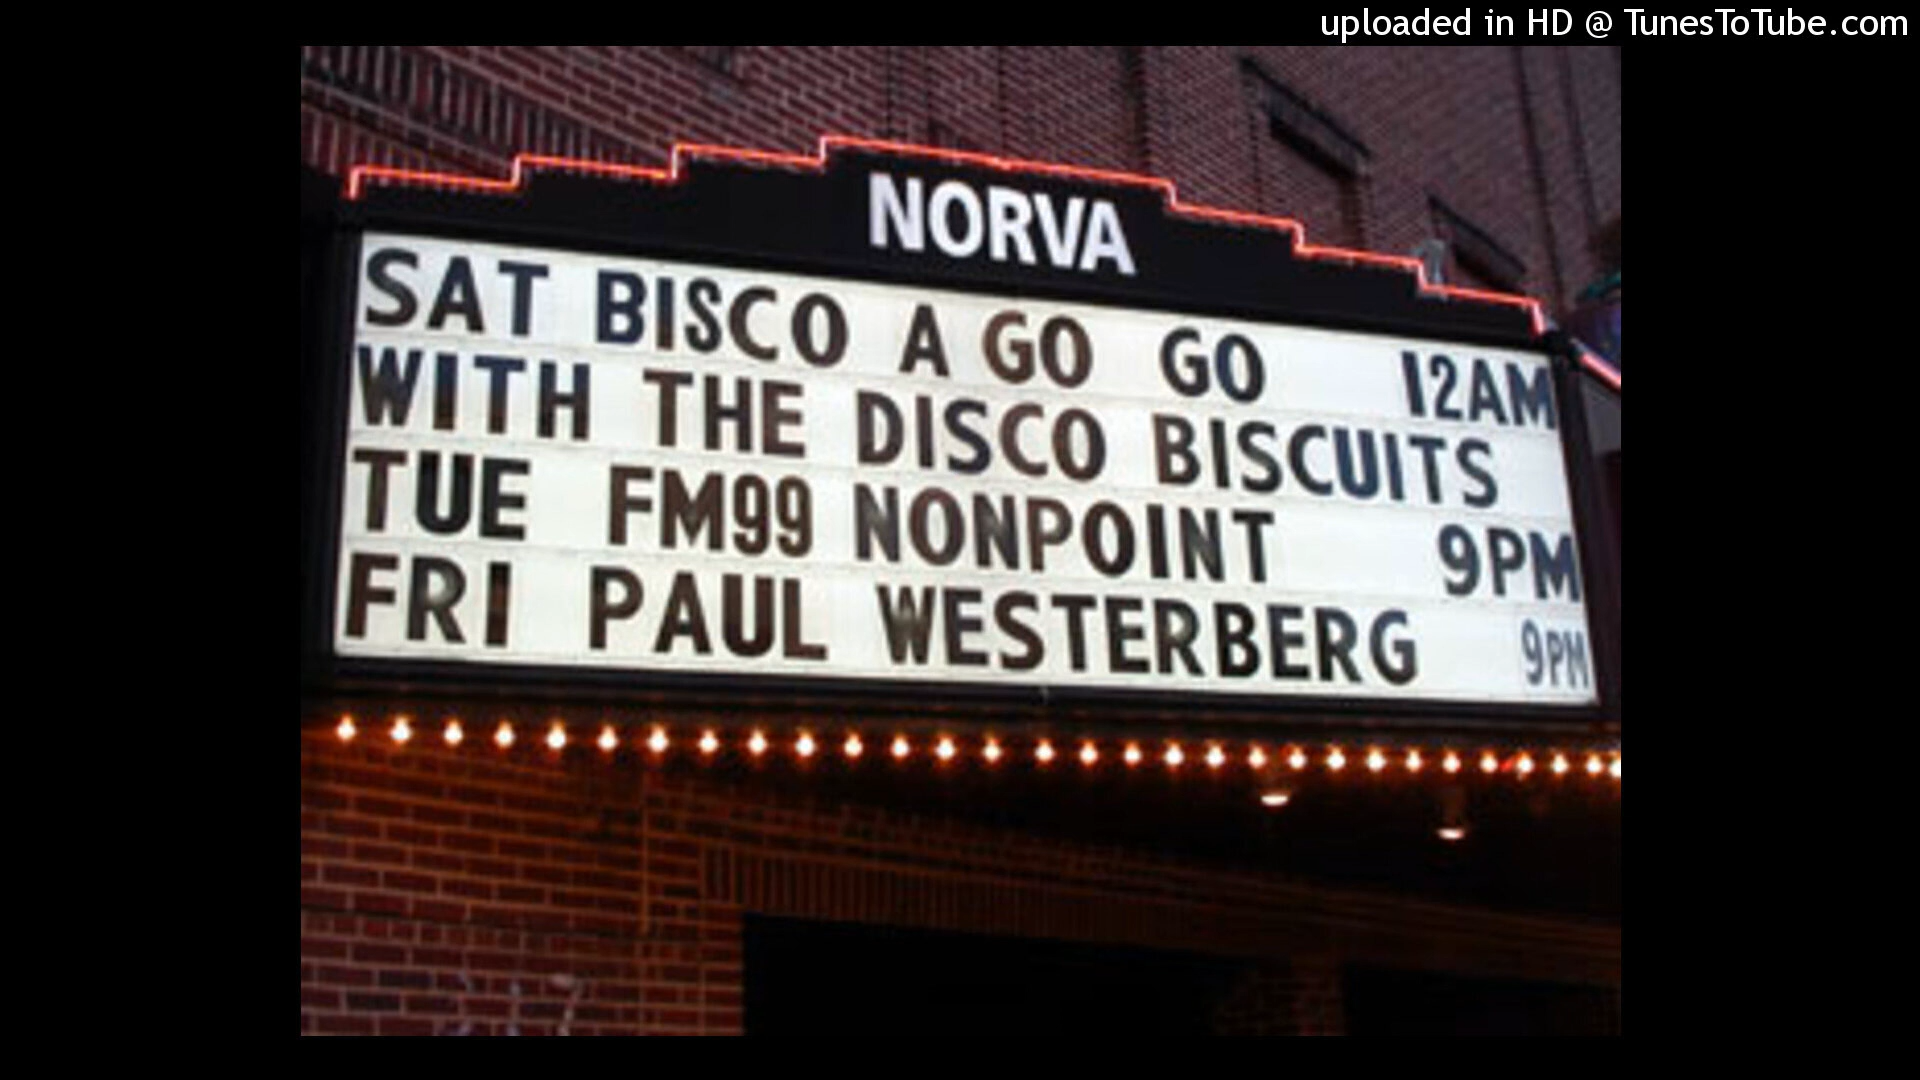 uploaded in HD @ TunesToTube.com
NORVA
SAT BISCO A GO GO 12AM
WITH THE DISCO BISCUITS
TUE FM99 NONPOINT 9PM
FRI PAUL WESTERBERG 9PM